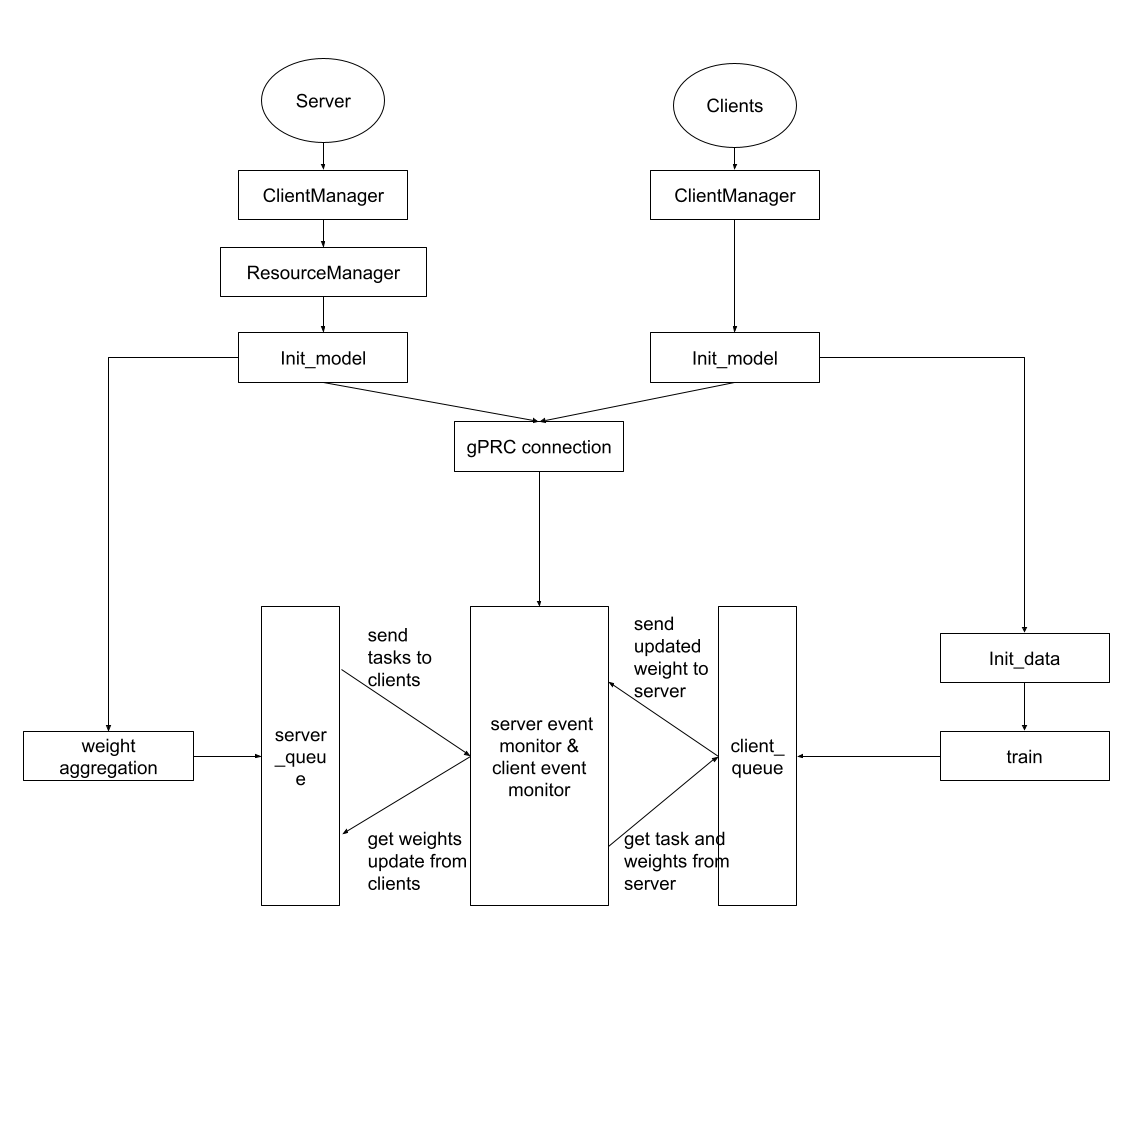 Server
Clients
ClientManager
ClientManager
ResourceManager
Init_model
Init_model
gPRC connection
send
tasks to
clients
send
updated
weight to
server
Init_data
weight
aggregation
server
_queu
e
server event
monitor &
client event
monitor
client_
queue
train
get weights
update from
clients
get task and
weights from
server